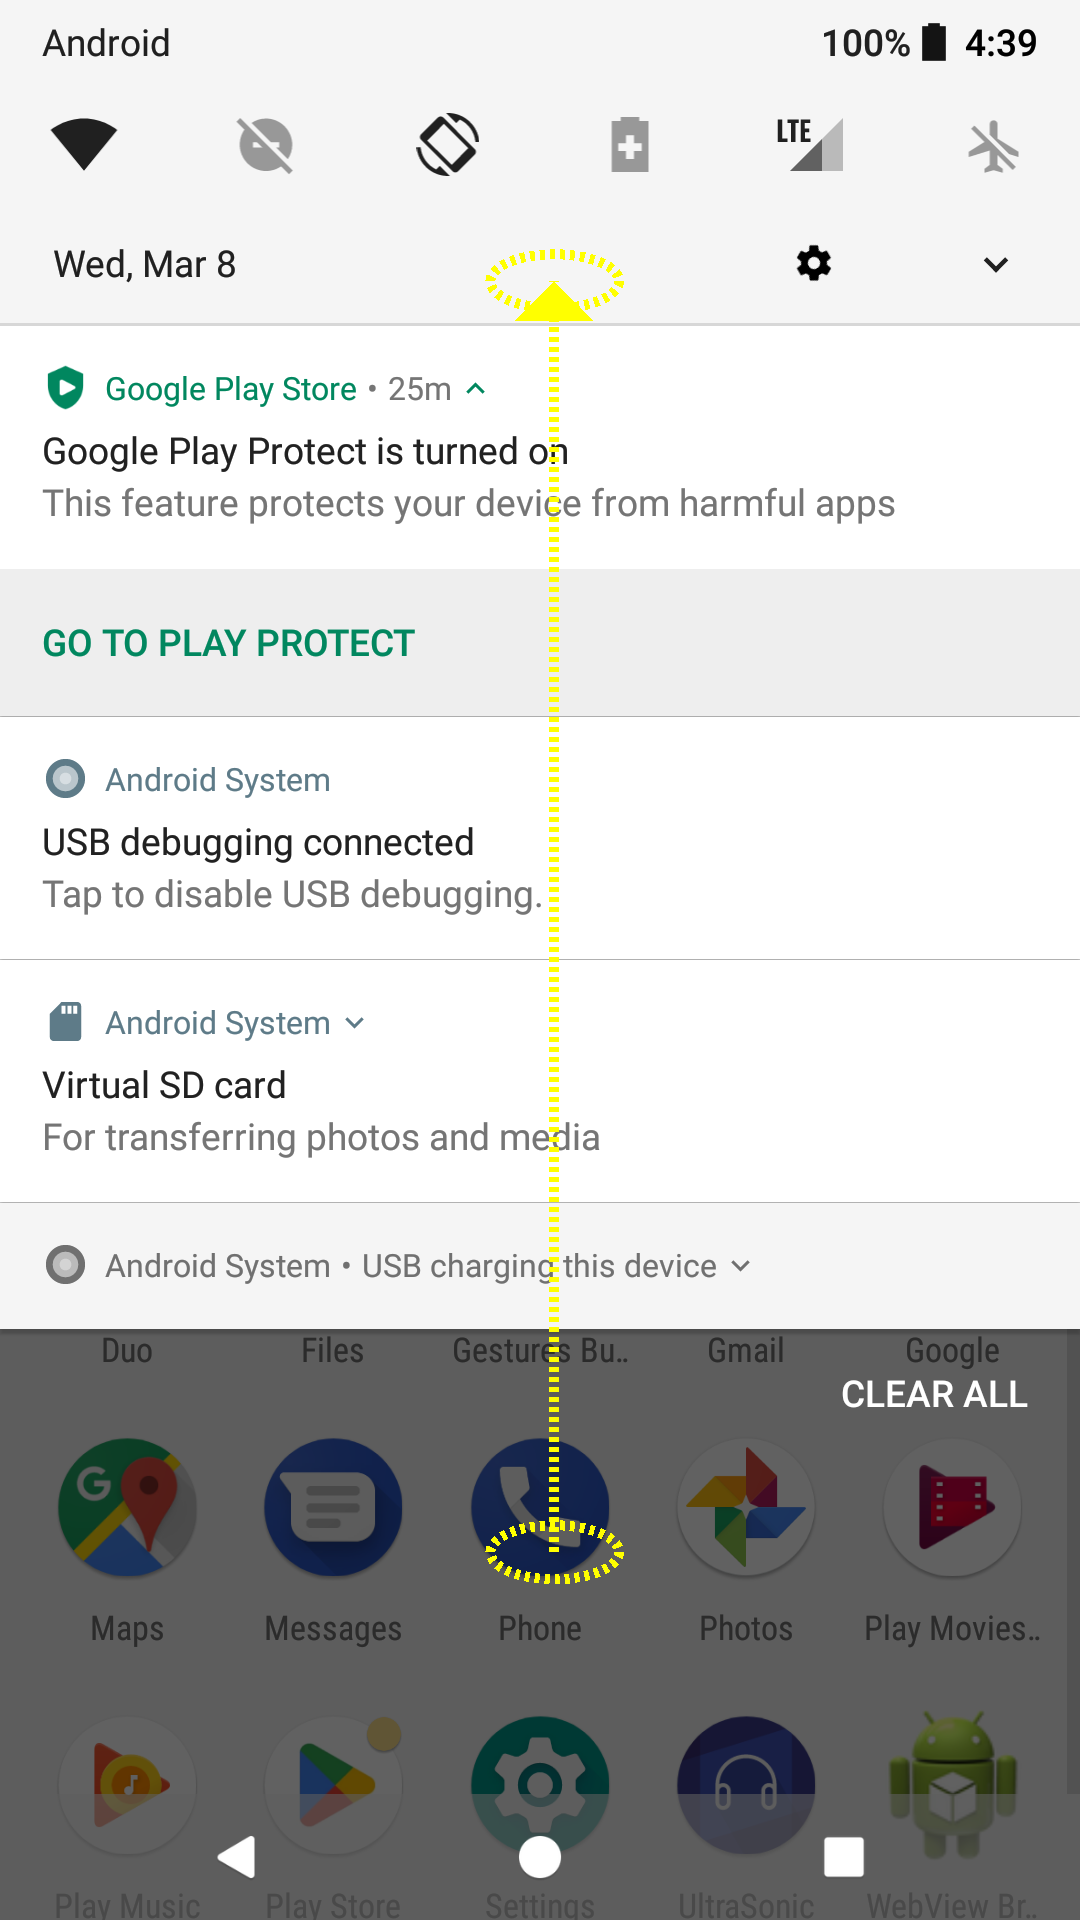 Android 100% 4:39
LTE
Wed, Mar 8
Google Play Store • 25m
Google Play Protect is turned on
This feature protects your device from harmful apps
GO TO PLAY PROTECT
Android System
USB debugging connected
Tap to disable USB debugging.
Android System
Virtual SD card
For transferring photos and media
Android System • USB charging this device
Duo Files Gestures Bu… Gmail Google
CLEAR ALL
Maps Messages Phone Photos Play Movies…
Play Music Play Store Settings UltraSonic WebView Br…